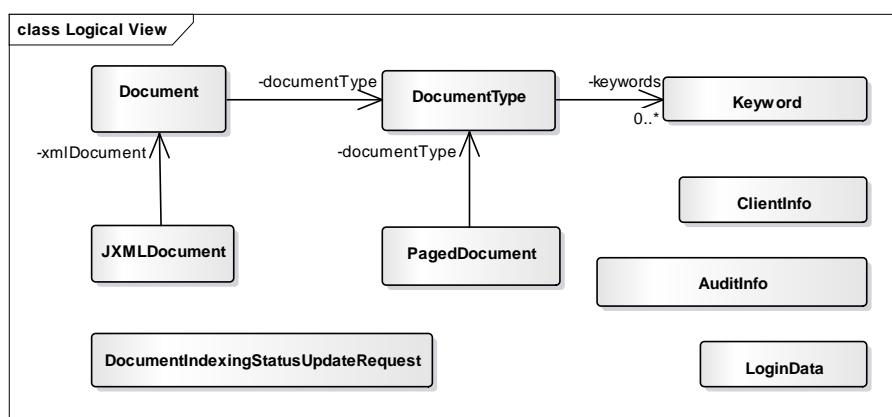 class Logical View
Document
-documentType
DocumentType
-keywords
0..*
Keyword
-xmlDocument
-documentType
ClientInfo
JXMLDocument
PagedDocument
AuditInfo
DocumentIndexingStatusUpdateRequest
LoginData